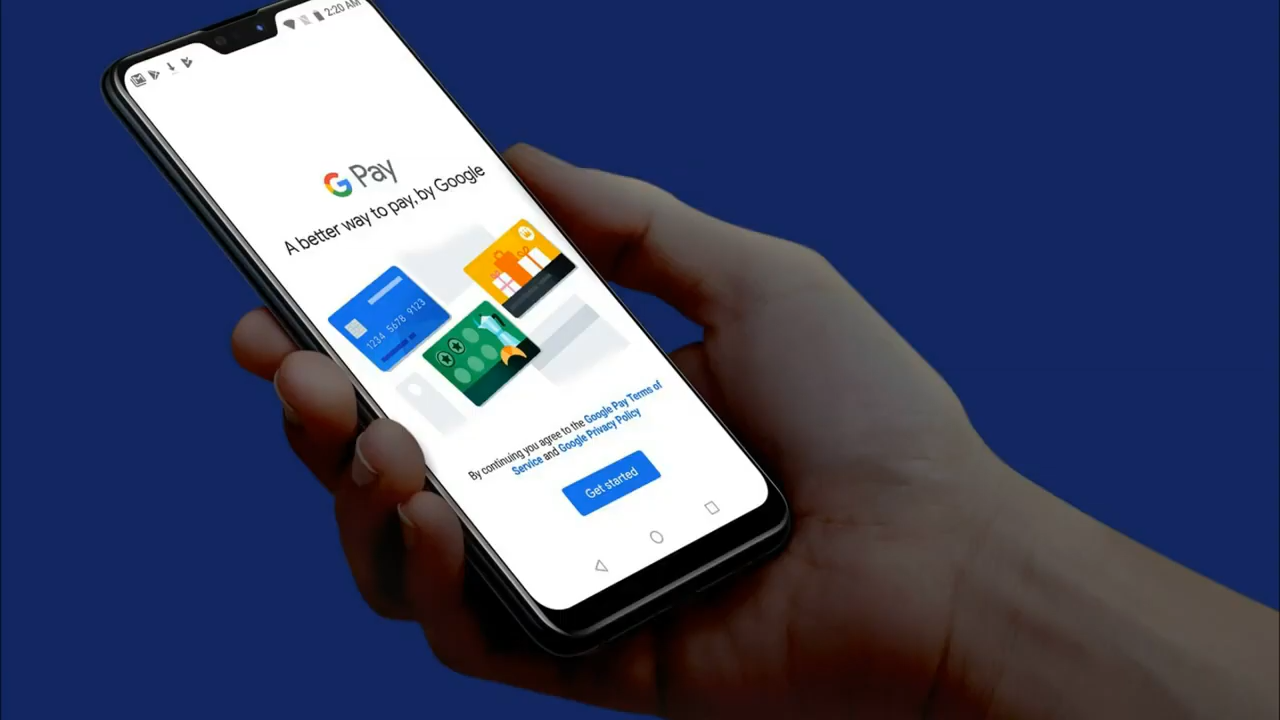 2:20 AM
G Pay
A better way to pay, by Google
1234 5678 9123
By continuing you agree to the Google Pay Terms of
Service and Google Privacy Policy
Get started